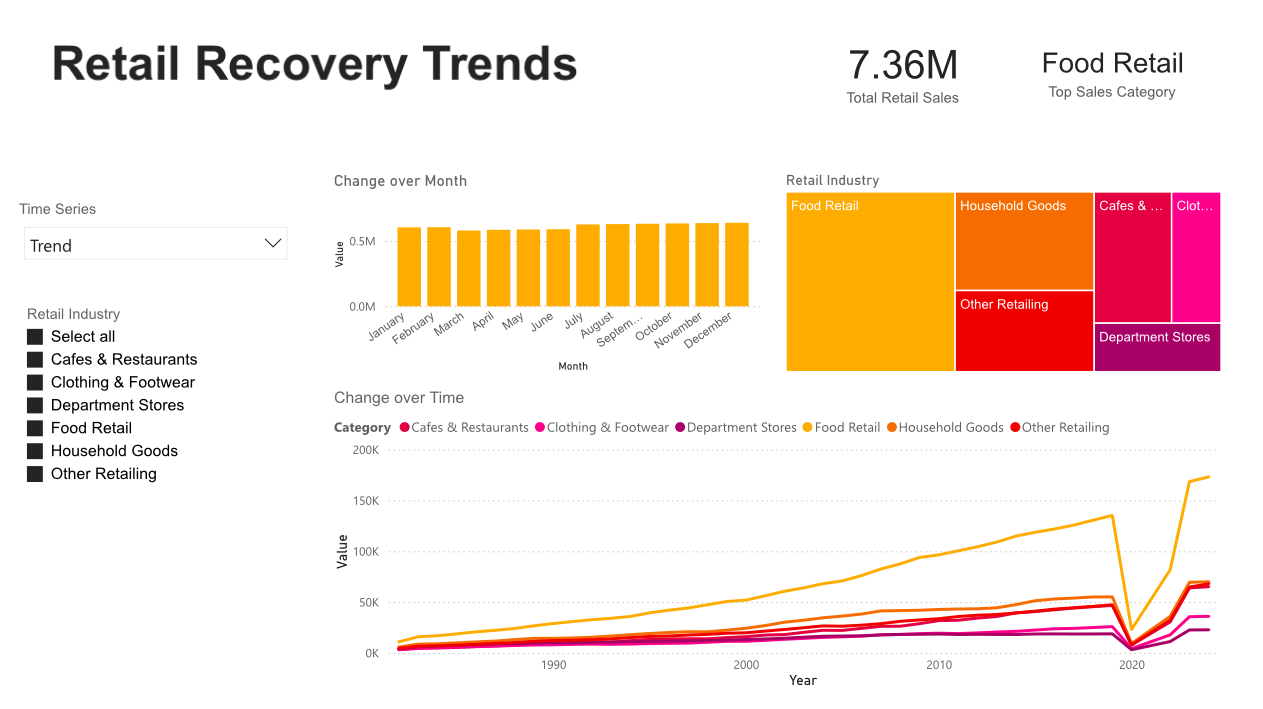 Retail Recovery Trends
7.36M
Total Retail Sales
Food Retail
Top Sales Category
Time Series
Trend
Retail Industry
Select all
Cafes & Restaurants
Clothing & Footwear
Department Stores
Food Retail
Household Goods
Other Retailing
Change over Month
Value
0.5M
0.0M
January
February
March
April
May
June
July
August
Septem...
October
November
December
Month
Retail Industry
Food Retail
Household Goods
Other Retailing
Cafes & ...
Clot...
Department Stores
Change over Time
Category Cafes & Restaurants Clothing & Footwear Department Stores Food Retail Household Goods Other Retailing
Value
200K
150K
100K
50K
0K
1990 2000 2010 2020
Year